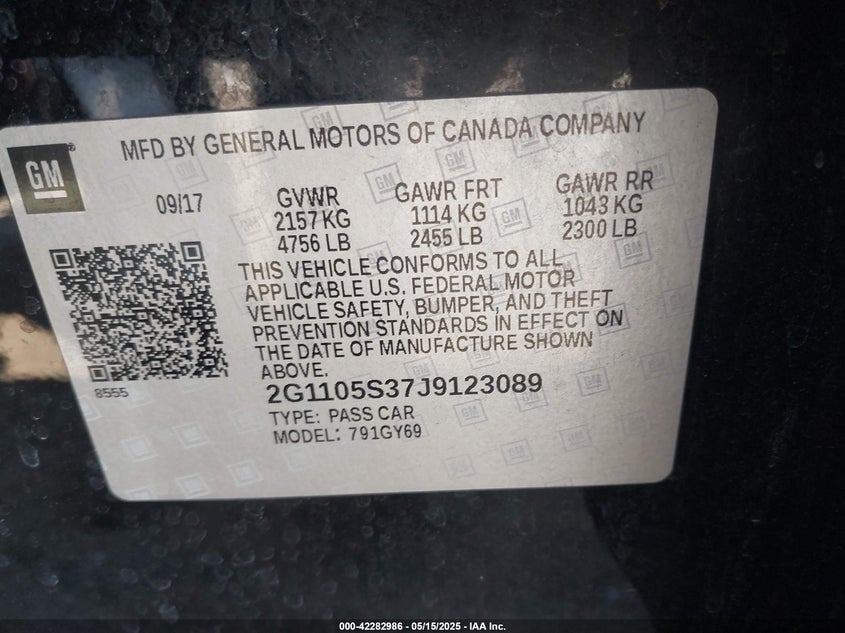 MFD BY GENERAL MOTORS OF CANADA COMPANY
GM®
09/17
GVWR
2157 KG
4756 LB
GAWR FRT
1114 KG
2455 LB
GAWR RR
1043 KG
2300 LB
THIS VEHICLE CONFORMS TO ALL
APPLICABLE U.S. FEDERAL MOTOR
VEHICLE SAFETY, BUMPER, AND THEFT
PREVENTION STANDARDS IN EFFECT ON
THE DATE OF MANUFACTURE SHOWN
ABOVE.
8555
2G1105S37J9123089
TYPE: PASS CAR
MODEL: 791GY69
000-42282986 - 05/15/2025 - IAA Inc.